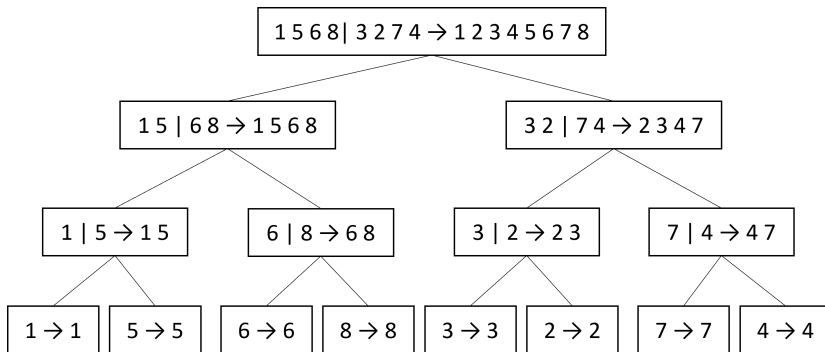 1 5 6 8| 3 2 7 4 → 1 2 3 4 5 6 7 8
1 5 | 6 8 → 1 5 6 8
3 2 | 7 4 → 2 3 4 7
1 | 5 → 1 5
6 | 8 → 6 8
3 | 2 → 2 3
7 | 4 → 4 7
1 → 1
5 → 5
6 → 6
8 → 8
3 → 3
2 → 2
7 → 7
4 → 4